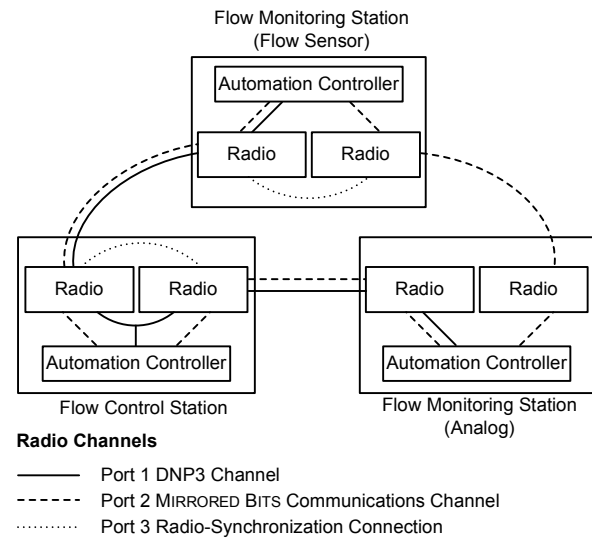 Flow Monitoring Station
(Flow Sensor)
Automation Controller
Radio
Radio
Radio
Radio
Automation Controller
Flow Control Station
Radio
Radio
Automation Controller
Flow Monitoring Station
(Analog)
Radio Channels
Port 1 DNP3 Channel
Port 2 MIRRORED BITS Communications Channel
Port 3 Radio-Synchronization Connection